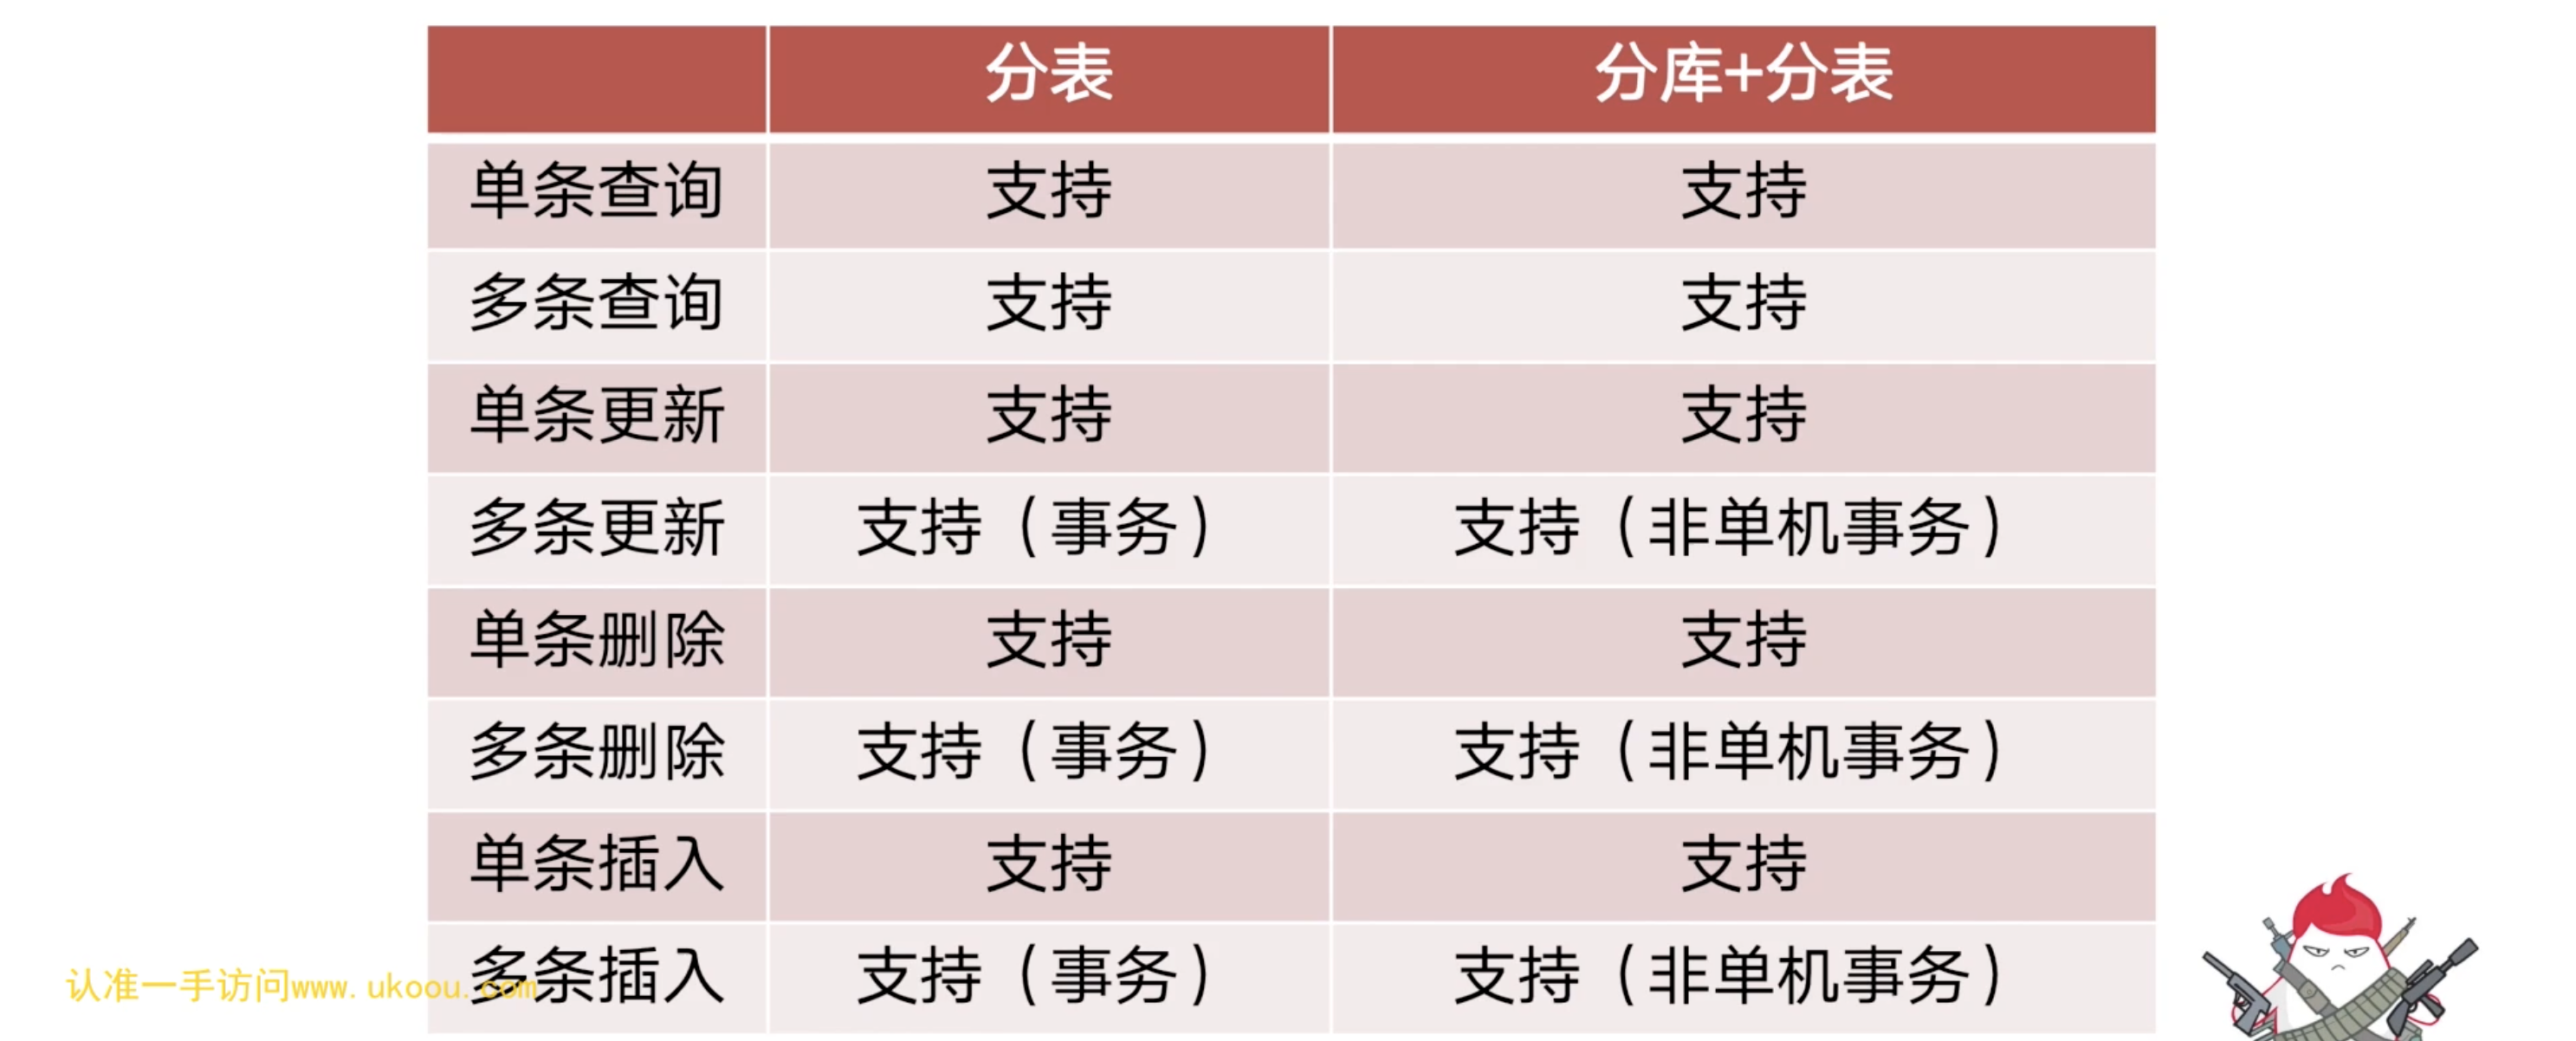 分表 分库+分表
单条查询 支持 支持
多条查询 支持 支持
单条更新 支持 支持
多条更新 支持（事务） 支持（非单机事务）
单条删除 支持 支持
多条删除 支持（事务） 支持（非单机事务）
单条插入 支持 支持
多条插入 支持（事务） 支持（非单机事务）
认准一手访问www.ukoou.com